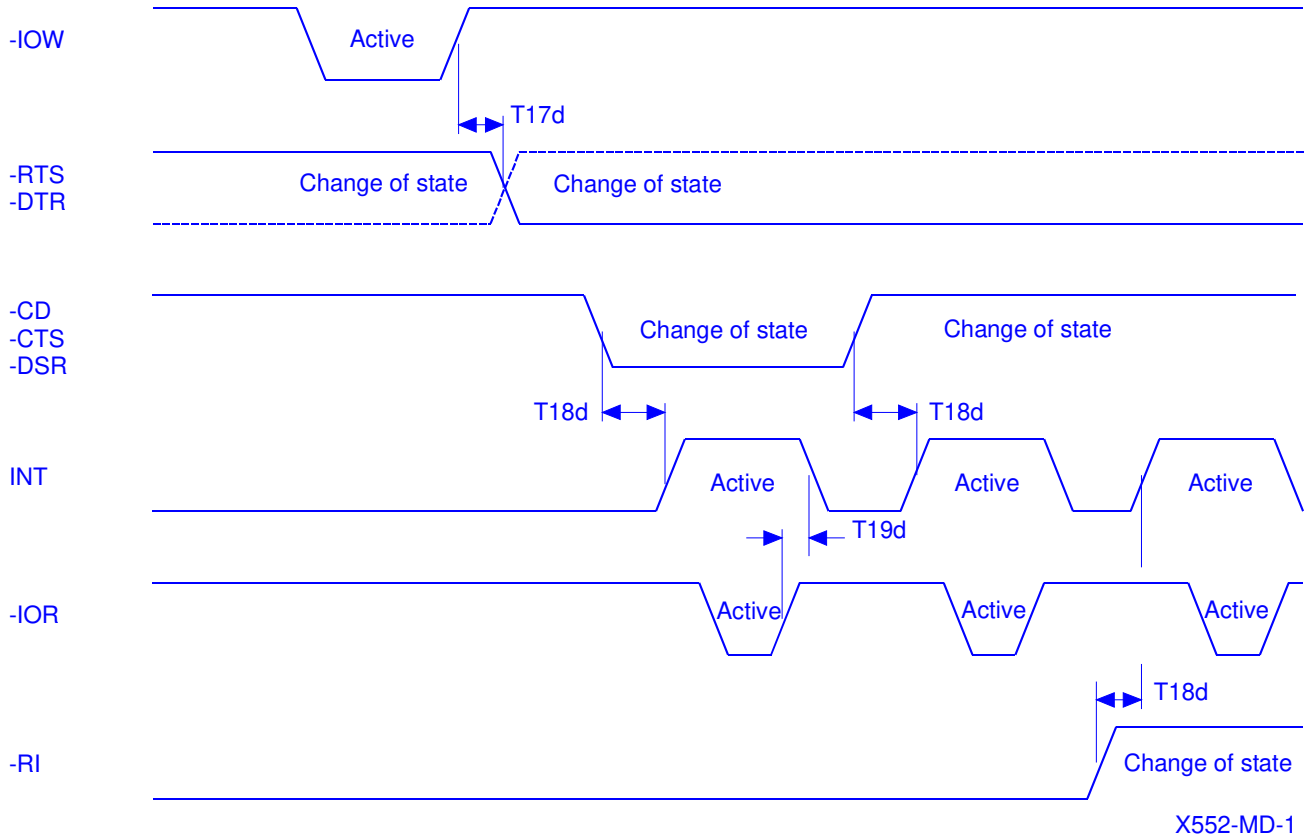 -IOW
Active
T17d
-RTS
-DTR
Change of state
Change of state
-CD
-CTS
-DSR
Change of state
Change of state
T18d
T18d
INT
Active
Active
Active
T19d
-IOR
Active
Active
Active
T18d
-RI
Change of state
X552-MD-1